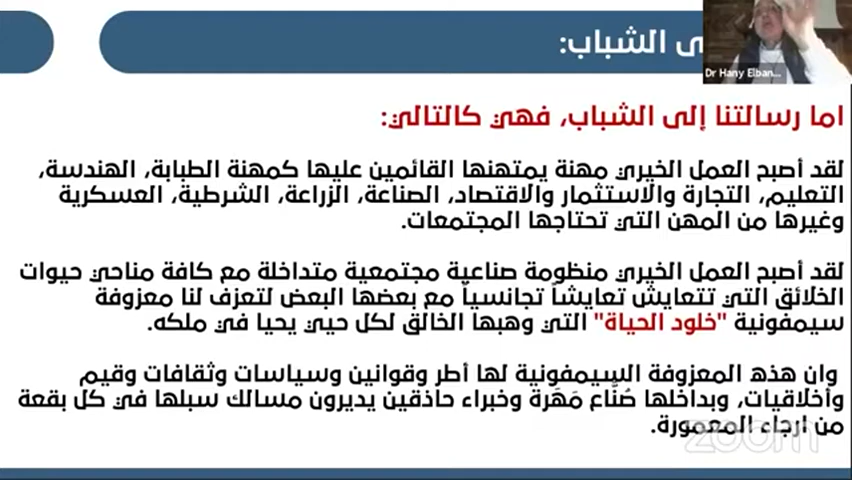 ى الشباب:
Dr Hany Elban...
اما رسالتنا إلى الشباب، فهي كالتالي:
لقد أصبح العمل الخيري مهنة يمتهنها القائمين عليها كمهنة الطبابة، الهندسة،
التعليم، التجارة والاستثمار والاقتصاد، الصناعة، الزراعة، الشرطية، العسكرية
وغيرها من المهن التي تحتاجها المجتمعات.
لقد أصبح العمل الخيري منظومة صناعية مجتمعية متداخلة مع كافة مناحي حيوات
الخلائق التي تتعايش تعايشاً تجانسياً مع بعضها البعض لتعزف لنا معزوفة
سيمفونية "خلود الحياة" التي وهبها الخالق لكل حيي يحيا في ملكه.
وان هذه المعزوفة السيمفونية لها أطر وقوانين وسياسات وثقافات وقيم
وأخلاقيات، وبداخلها صُنَّاع مَهَرة وخبراء حاذقين يديرون مسالك سبلها في كل بقعة
من ارجاء المعمورة.
zoom